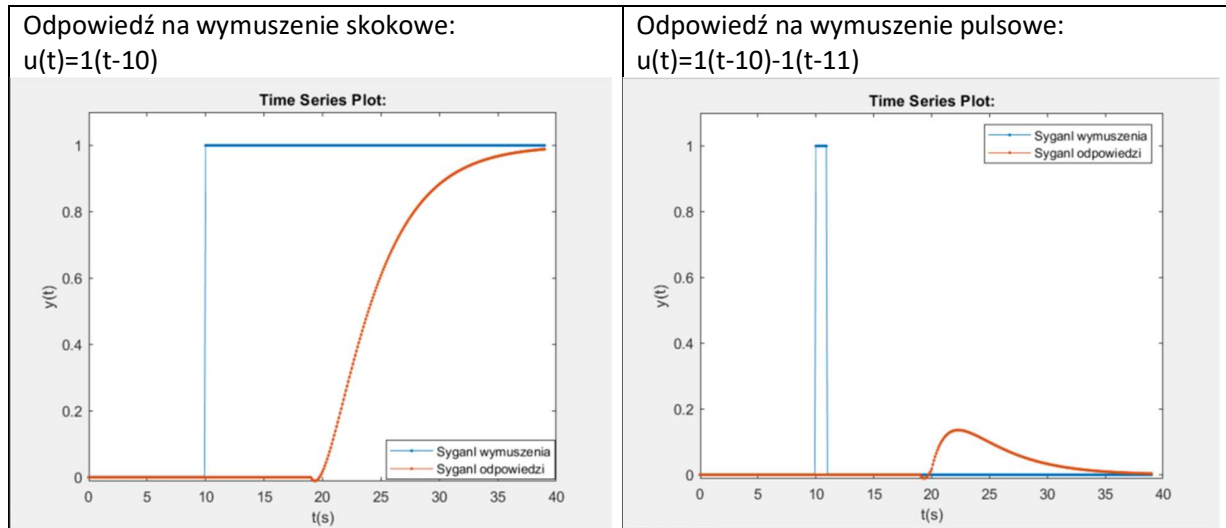 Odpowiedź na wymuszenie skokowe:
u(t)=1(t-10)
Time Series Plot:
1
0.8
0.6
0.4
0.2
0
y(t)
Syganl wymuszenia
Syganl odpowiedzi
0 5 10 15 20 25 30 35 40
t(s)
Odpowiedź na wymuszenie pulsowe:
u(t)=1(t-10)-1(t-11)
Time Series Plot:
Syganl wymuszenia
Syganl odpowiedzi
1
0.8
0.6
0.4
0.2
0
y(t)
0 5 10 15 20 25 30 35 40
t(s)